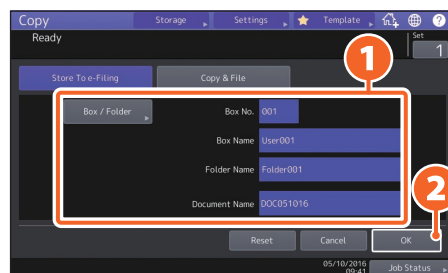 Copy Storage Settings Template
Ready Set
1
1
Store To e-Filing Copy & File
Box / Folder Box No. 001
Box Name User001
Folder Name Folder001
2
Document Name DOC051016
Reset Cancel OK
05/10/2016
09:41 Job Status